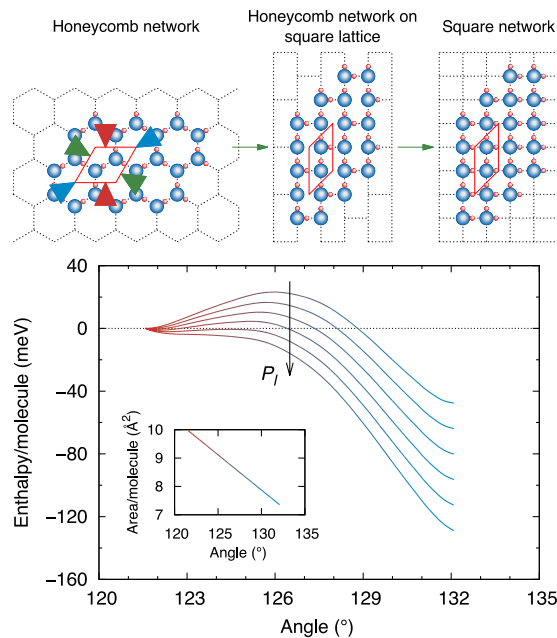 Honeycomb network
Honeycomb network on
square lattice
Square network
Enthalpy/molecule (meV)
40
0
−40
−80
−120
−160
120
123
126
129
132
135
Angle (°)
P_l
Area/molecule (Å²)
10
9
8
7
120
125
130
135
Angle (°)